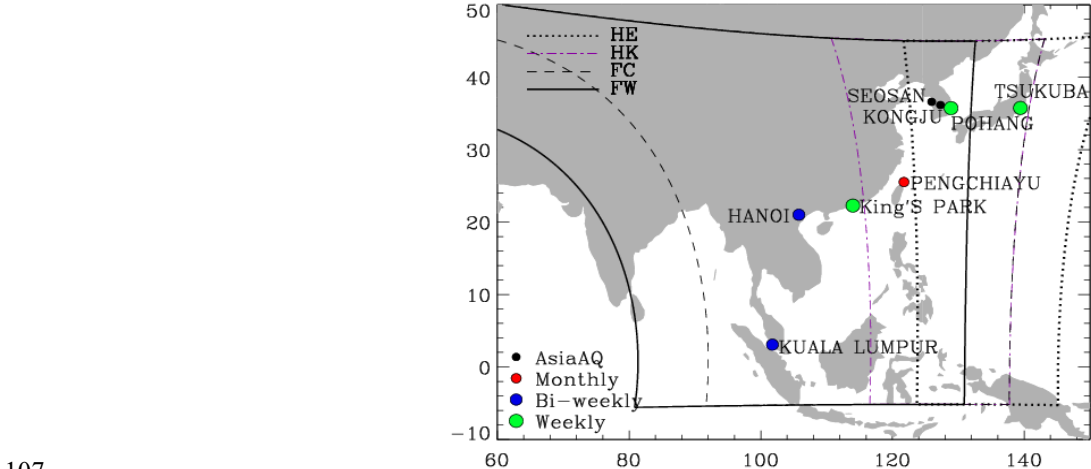 50
40
30
20
10
0
-10
60
80
100
120
140
HE
HK
FC
FW
SEOSAN
TSUKUBA
KONGJU
POHANG
PENGCHIAYU
King'S PARK
HANOI
KUALA LUMPUR
AsiaAQ
Monthly
Bi-weekly
Weekly
107